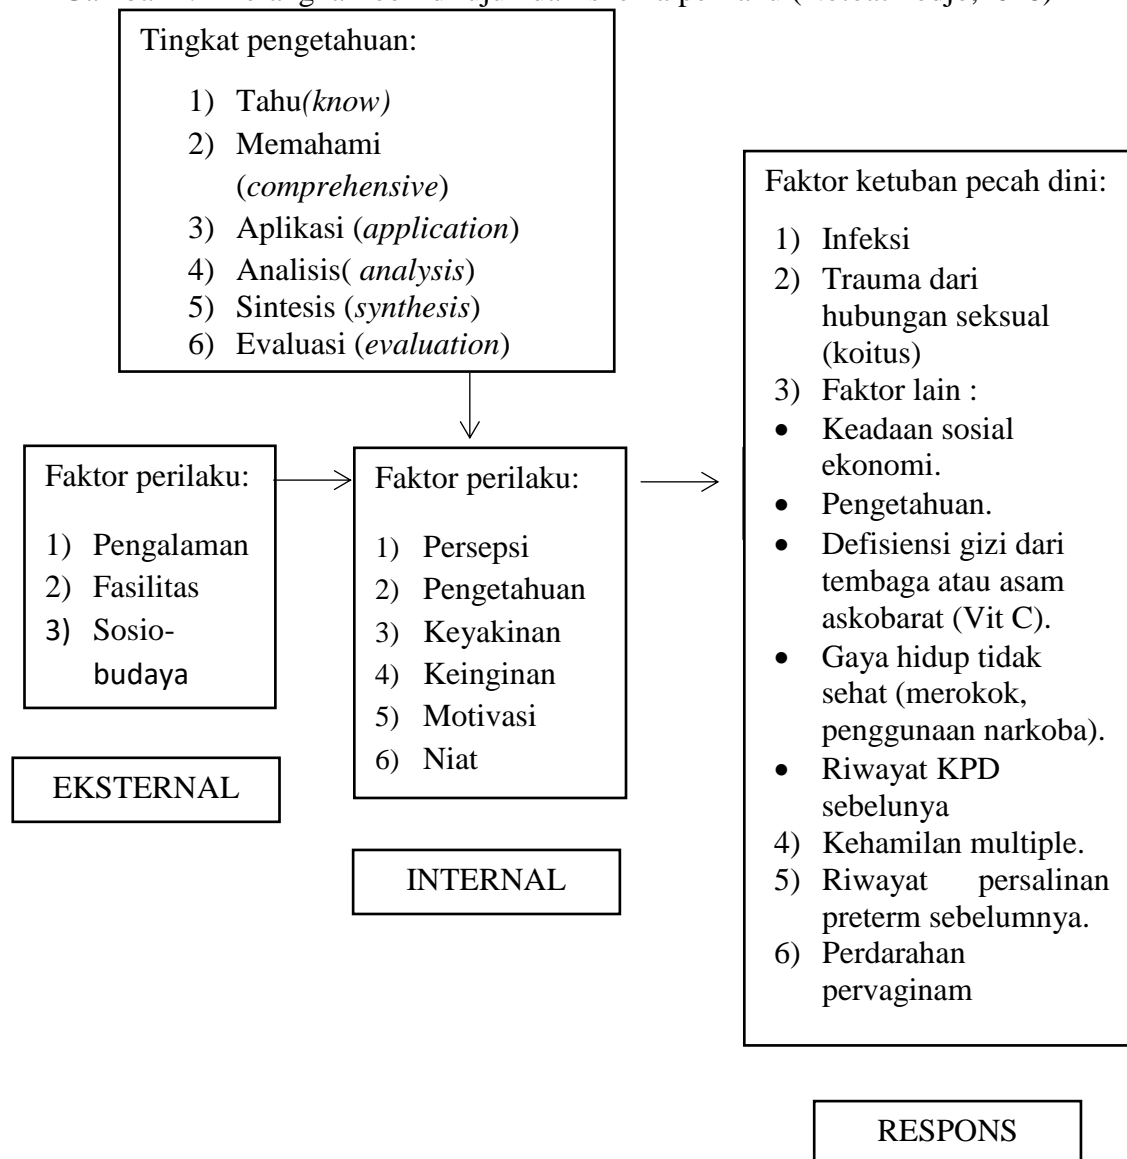 Tingkat pengetahuan:
1) Tahu(know)
2) Memahami
(comprehensive)
3) Aplikasi (application)
4) Analisis( analysis)
5) Sintesis (synthesis)
6) Evaluasi (evaluation)
Faktor perilaku:
1) Pengalaman
2) Fasilitas
3) Sosio-
budaya
EKSTERNAL
Faktor perilaku:
1) Persepsi
2) Pengetahuan
3) Keyakinan
4) Keinginan
5) Motivasi
6) Niat
INTERNAL
Faktor ketuban pecah dini:
1) Infeksi
2) Trauma dari
hubungan seksual
(koitus)
3) Faktor lain :
• Keadaan sosial
ekonomi.
• Pengetahuan.
• Defisiensi gizi dari
tembaga atau asam
askobarat (Vit C).
• Gaya hidup tidak
sehat (merokok,
penggunaan narkoba).
• Riwayat KPD
sebelunya
4) Kehamilan multiple.
5) Riwayat persalinan
preterm sebelumnya.
6) Perdarahan
pervaginam
RESPONS